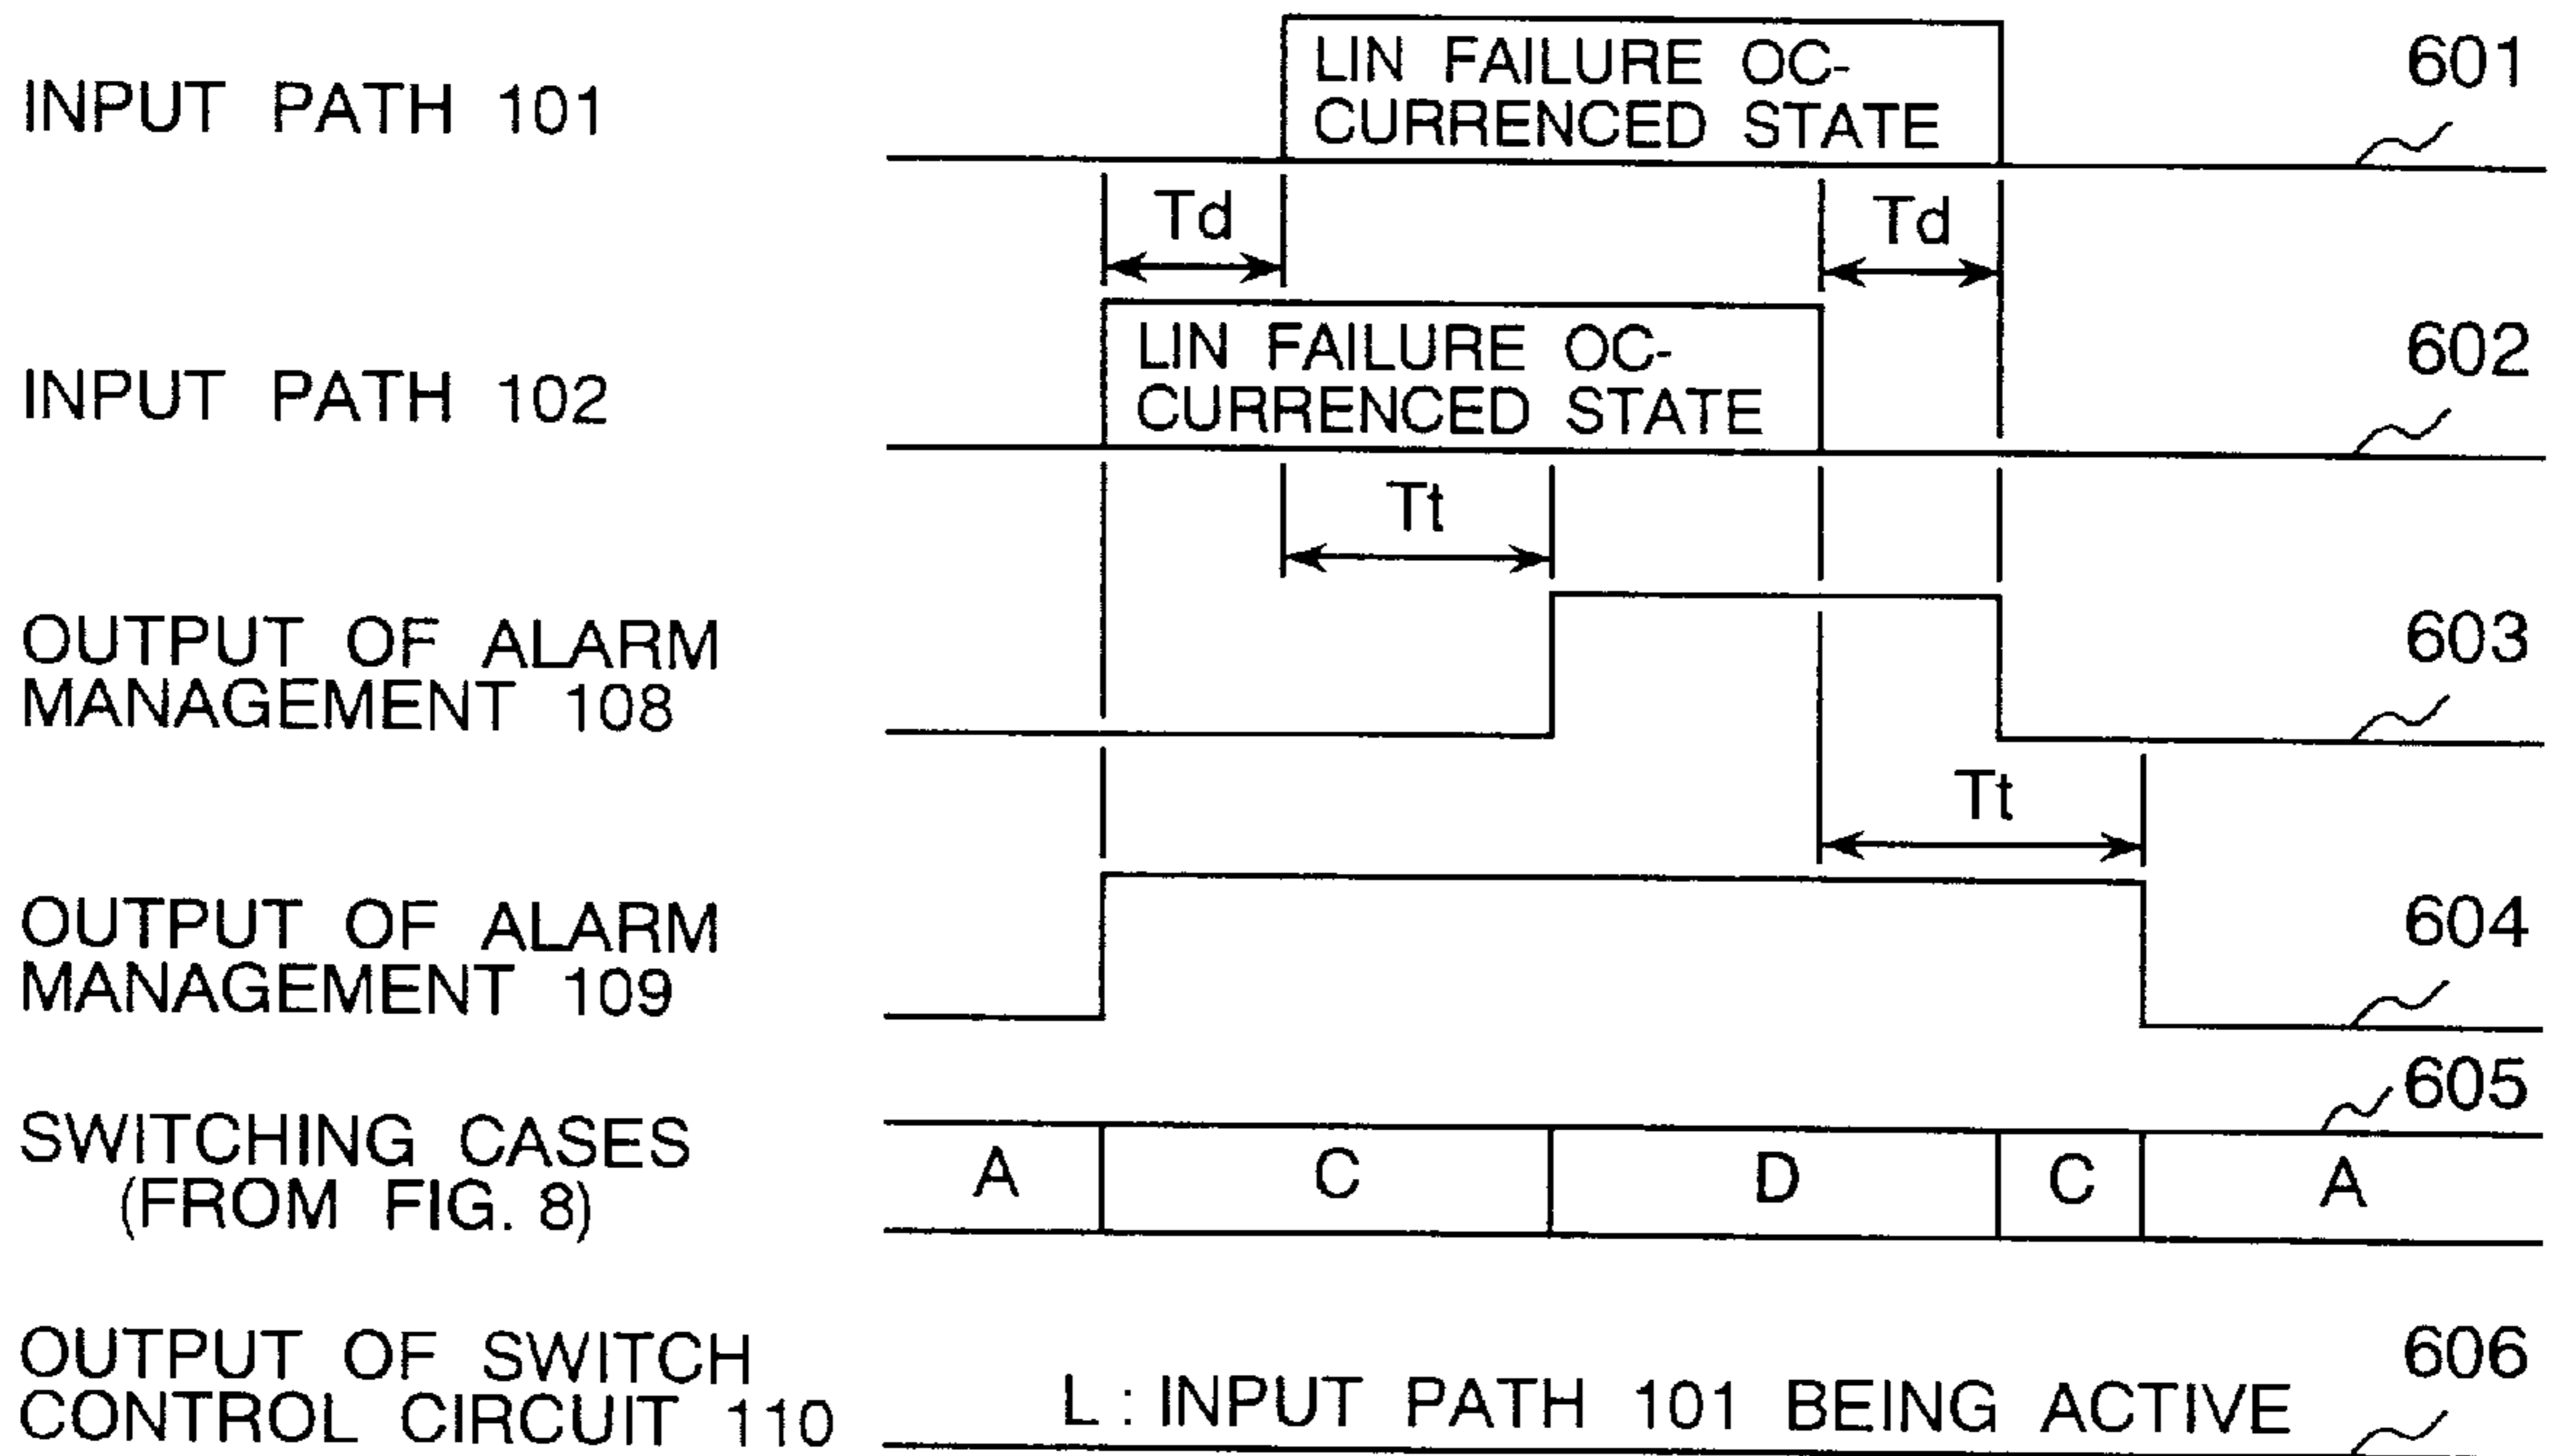 INPUT PATH 101
LIN FAILURE OC-
CURRENCED STATE
601
Td
Td
INPUT PATH 102
LIN FAILURE OC-
CURRENCED STATE
602
Tt
OUTPUT OF ALARM
MANAGEMENT 108
603
Tt
OUTPUT OF ALARM
MANAGEMENT 109
604
SWITCHING CASES
(FROM FIG. 8)
605
A
C
D
C
A
OUTPUT OF SWITCH
CONTROL CIRCUIT 110
L : INPUT PATH 101 BEING ACTIVE
606